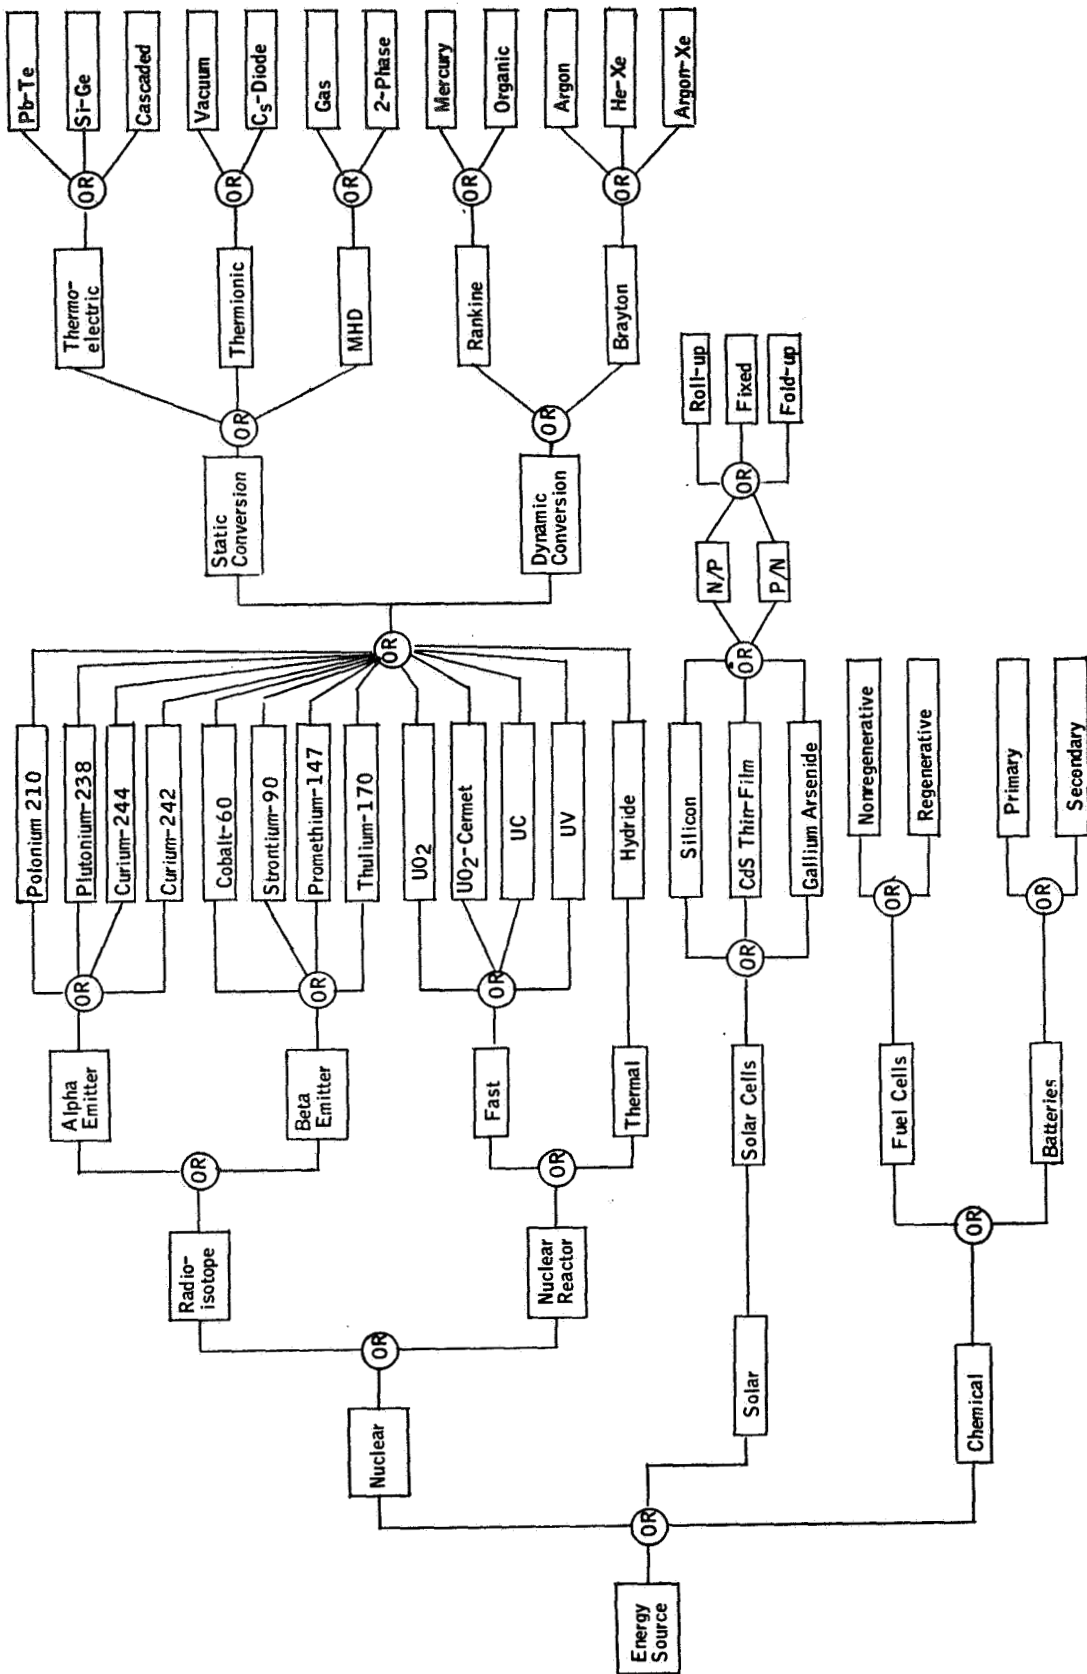 Energy
Source
OR
Nuclear
Solar
Chemical
OR
Radio-
isotope
Nuclear
Reactor
OR
Alpha
Emitter
Beta
Emitter
OR
Fast
Thermal
Solar Cells
OR
Fuel Cells
Batteries
OR
Polonium 210
Plutonium-238
Curium-244
Curium-242
OR
Cobalt-60
Strontium-90
Promethium-147
Thulium-170
OR
UO2
UO2-Cermet
UC
UV
Hydride
OR
Silicon
CdS Thin-Film
Gallium Arsenide
OR
Nonregenerative
Regenerative
OR
Primary
Secondary
OR
Static
Conversion
Dynamic
Conversion
OR
N/P
P/N
OR
Roll-up
Fixed
Fold-up
OR
Thermo-
electric
Thermionic
MHD
OR
Rankine
Brayton
OR
Pb-Te
Si-Ge
Cascaded
OR
Vacuum
Cs-Diode
OR
Gas
2-Phase
OR
Mercury
Organic
OR
Argon
He-Xe
Argon-Xe